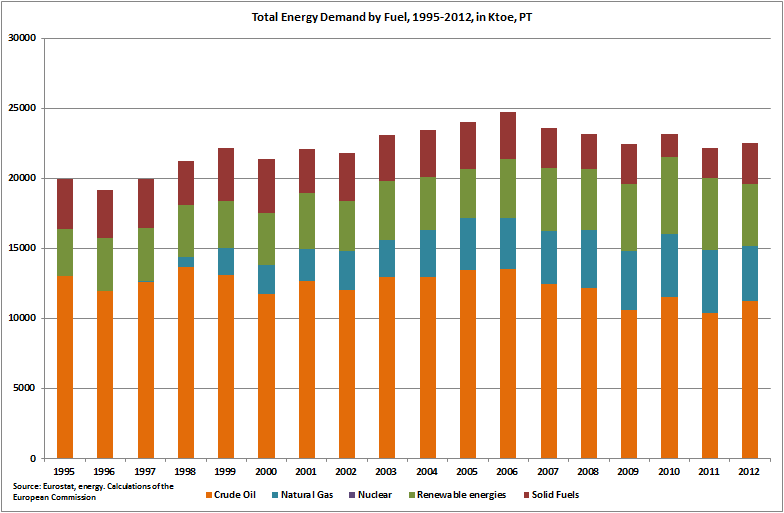 Total Energy Demand by Fuel, 1995-2012, in Ktoe, PT
30000
25000
20000
15000
10000
5000
0
1995 1996 1997 1998 1999 2000 2001 2002 2003 2004 2005 2006 2007 2008 2009 2010 2011 2012
Source: Eurostat, energy. Calculations of the
European Commission
Crude Oil Natural Gas Nuclear Renewable energies Solid Fuels